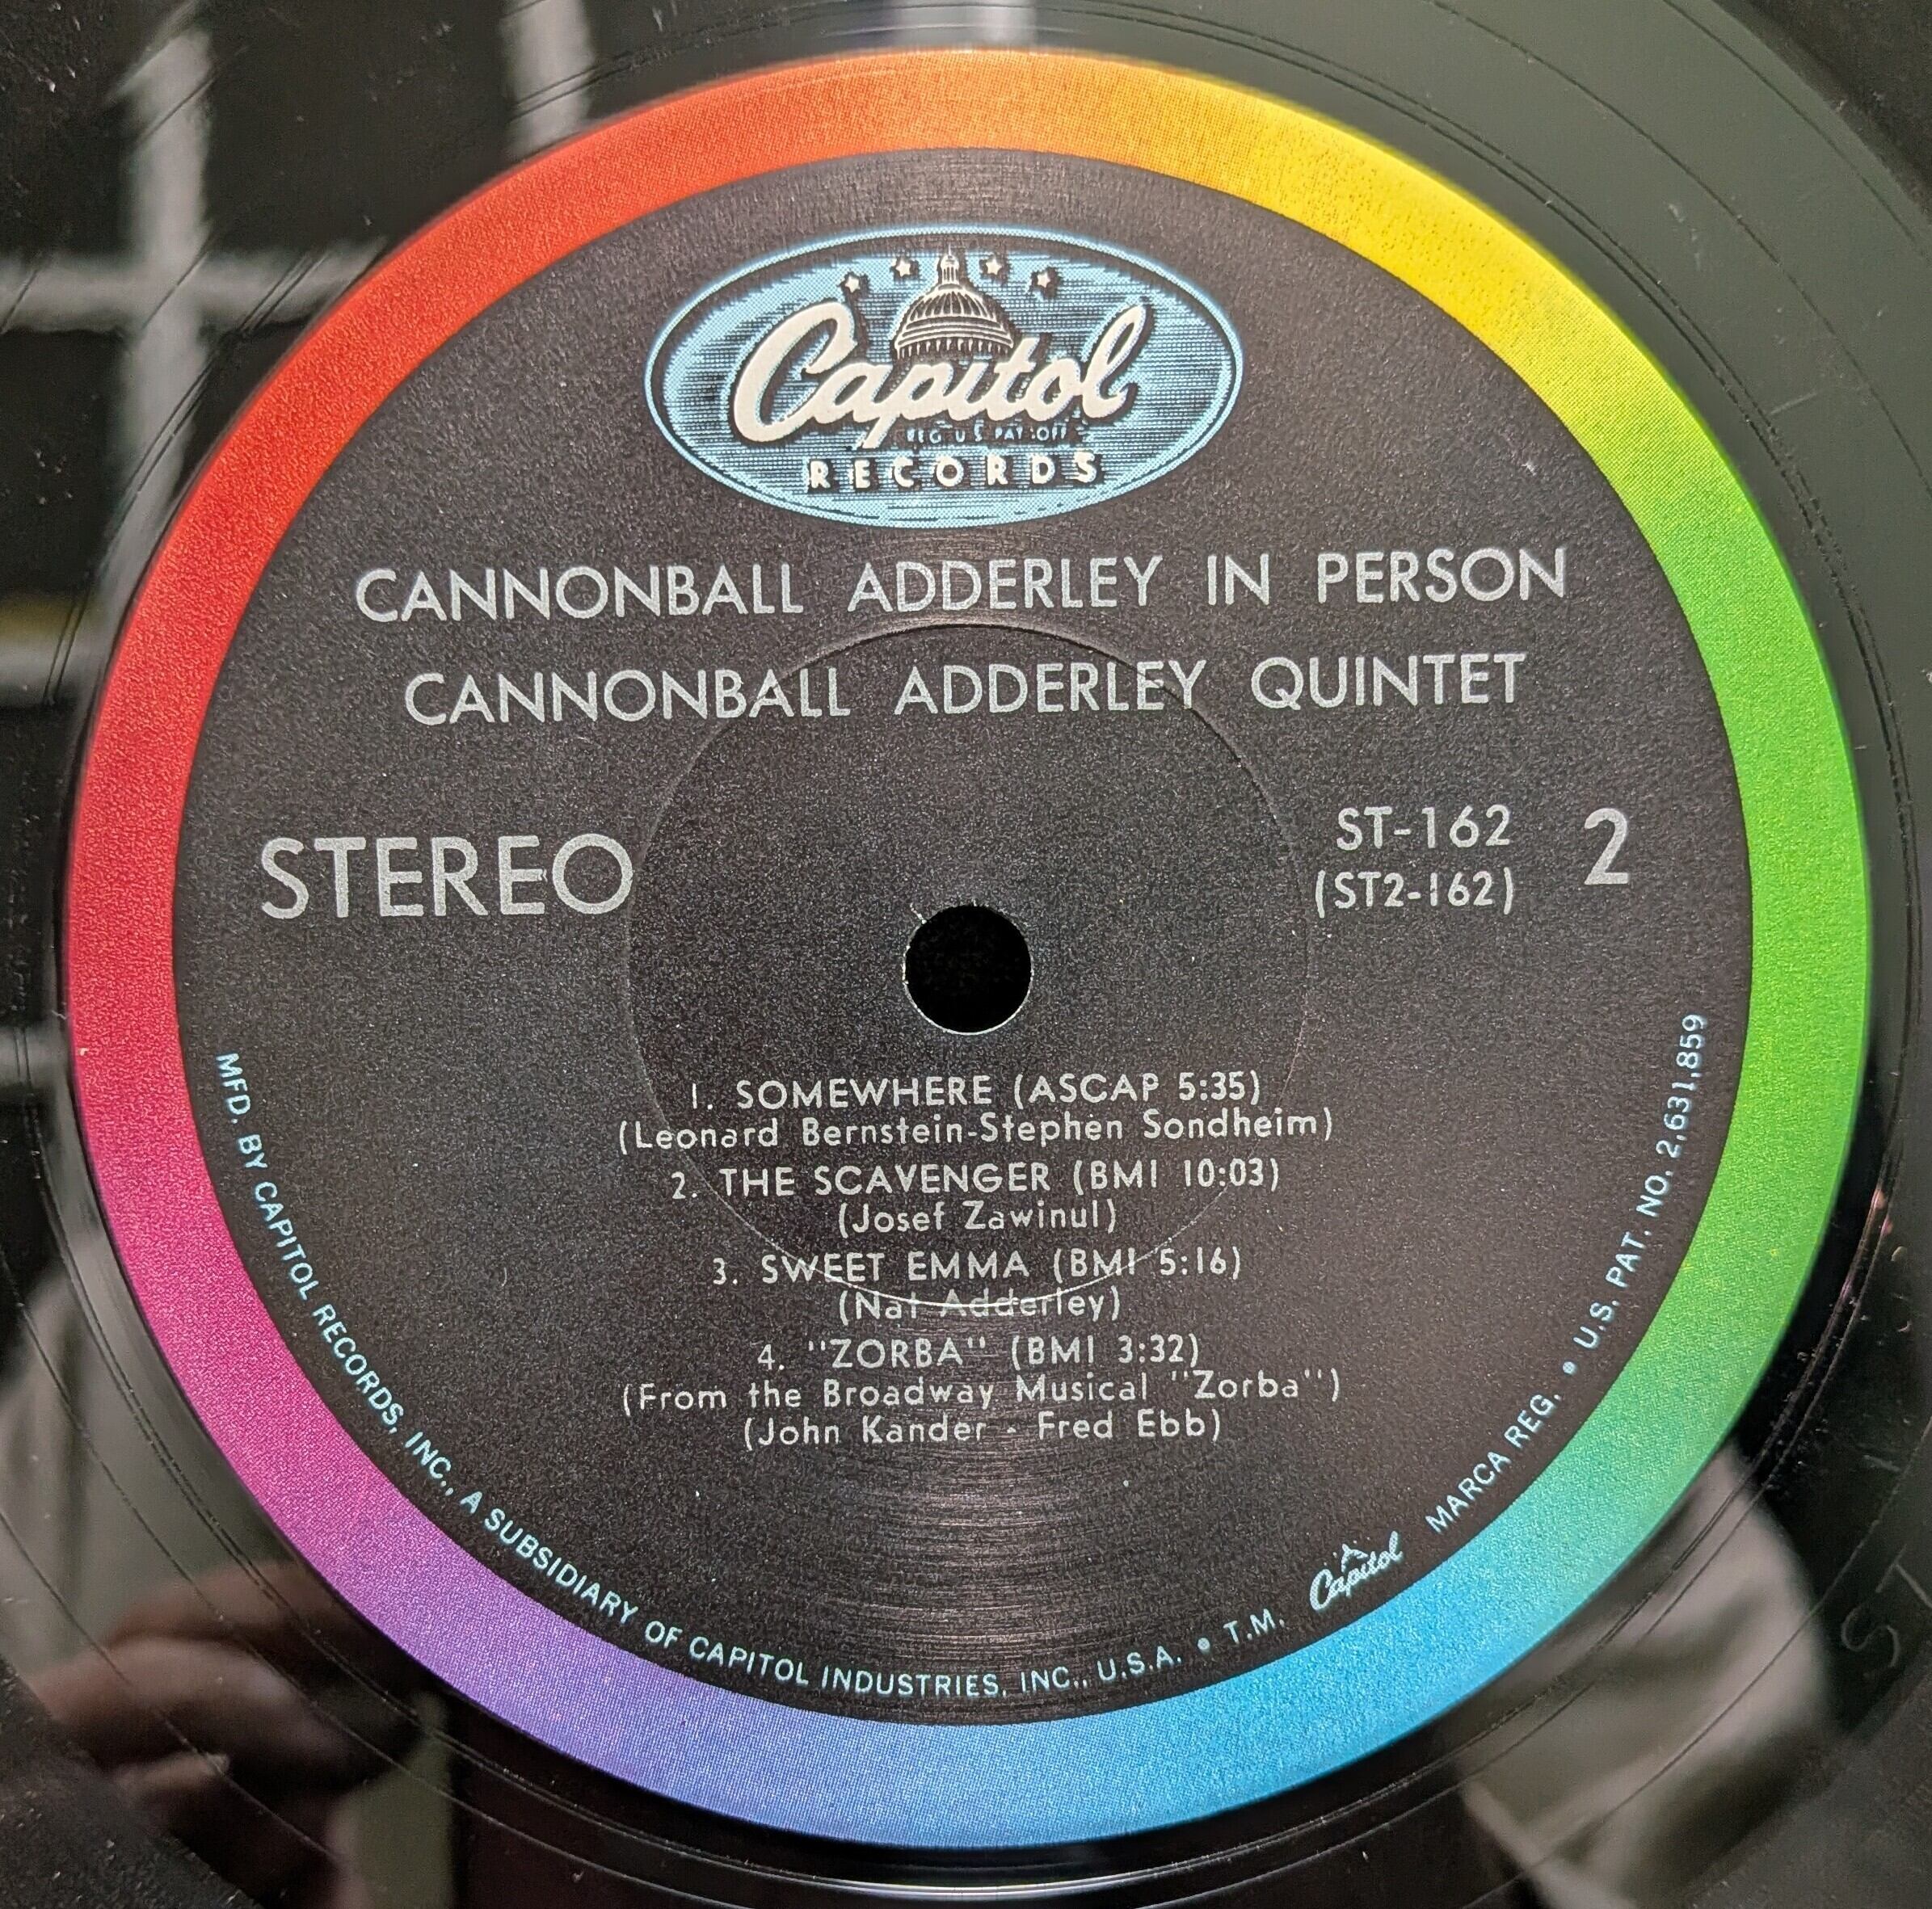 Capitol
REG. U.S. PAT. OFF.
RECORDS
CANNONBALL ADDERLEY IN PERSON
CANNONBALL ADDERLEY QUINTET
STEREO
ST-162
(ST2-162)
2
1. SOMEWHERE (ASCAP 5:35)
(Leonard Bernstein-Stephen Sondheim)
2. THE SCAVENGER (BMI 10:03)
(Josef Zawinul)
3. SWEET EMMA (BMI 5:16)
(Nat Adderley)
4. "ZORBA" (BMI 3:32)
(From the Broadway Musical "Zorba")
(John Kander - Fred Ebb)
MFD. BY CAPITOL RECORDS, INC., A SUBSIDIARY OF CAPITOL INDUSTRIES, INC., U.S.A. • T.M. Capitol MARCA REG. • U.S. PAT. NO. 2,631,859